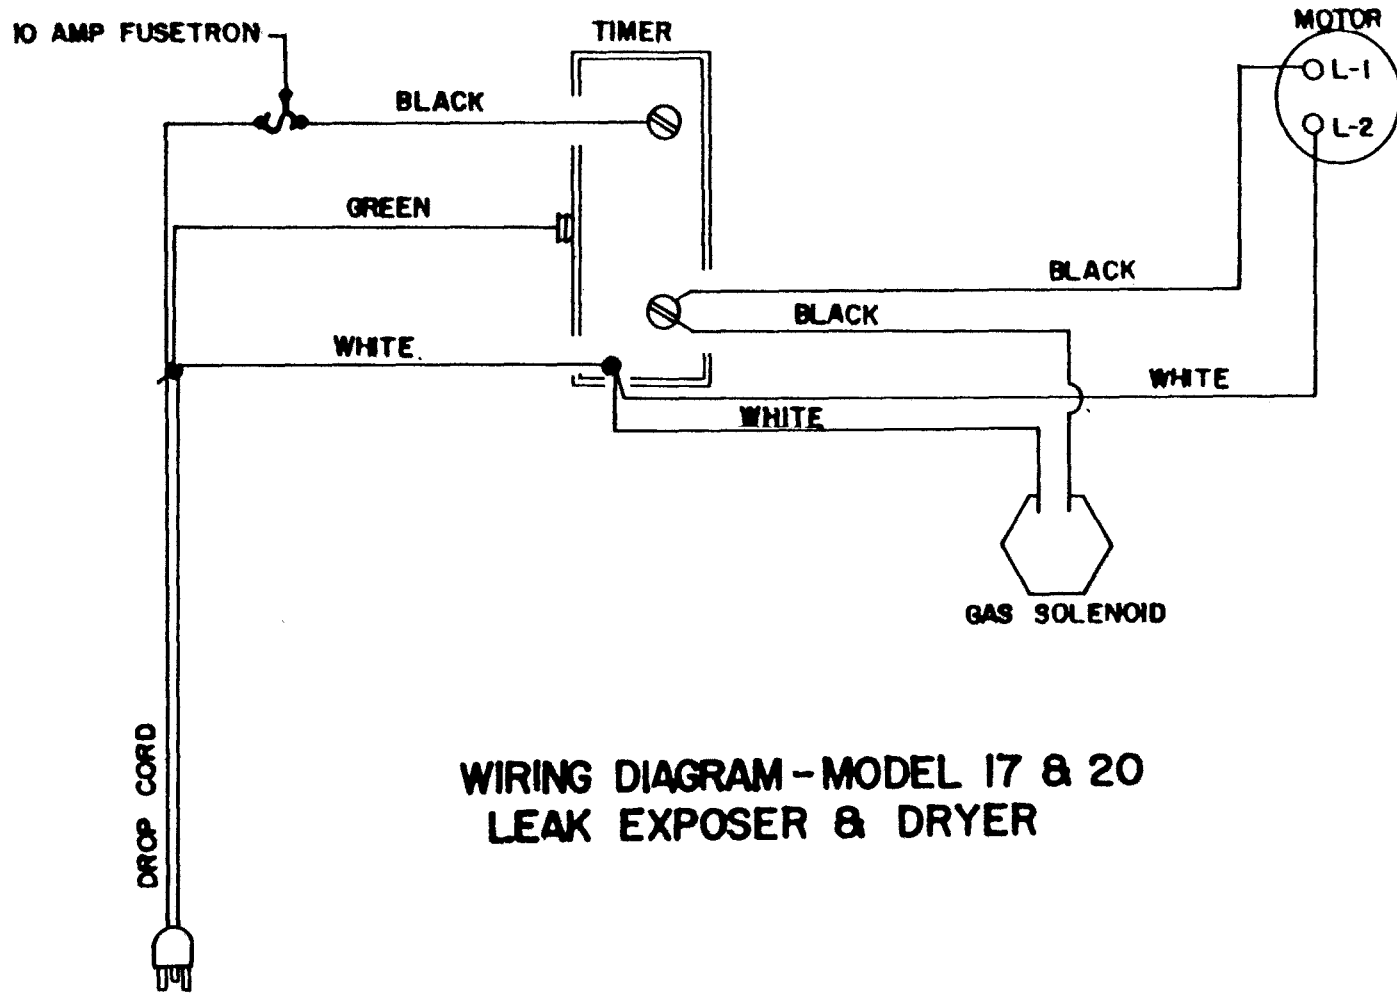 10 AMP FUSETRON
TIMER
MOTOR
L-1
L-2
BLACK
GREEN
BLACK
BLACK
WHITE
WHITE
WHITE
GAS SOLENOID
DROP CORD
WIRING DIAGRAM - MODEL 17 & 20
LEAK EXPOSER & DRYER